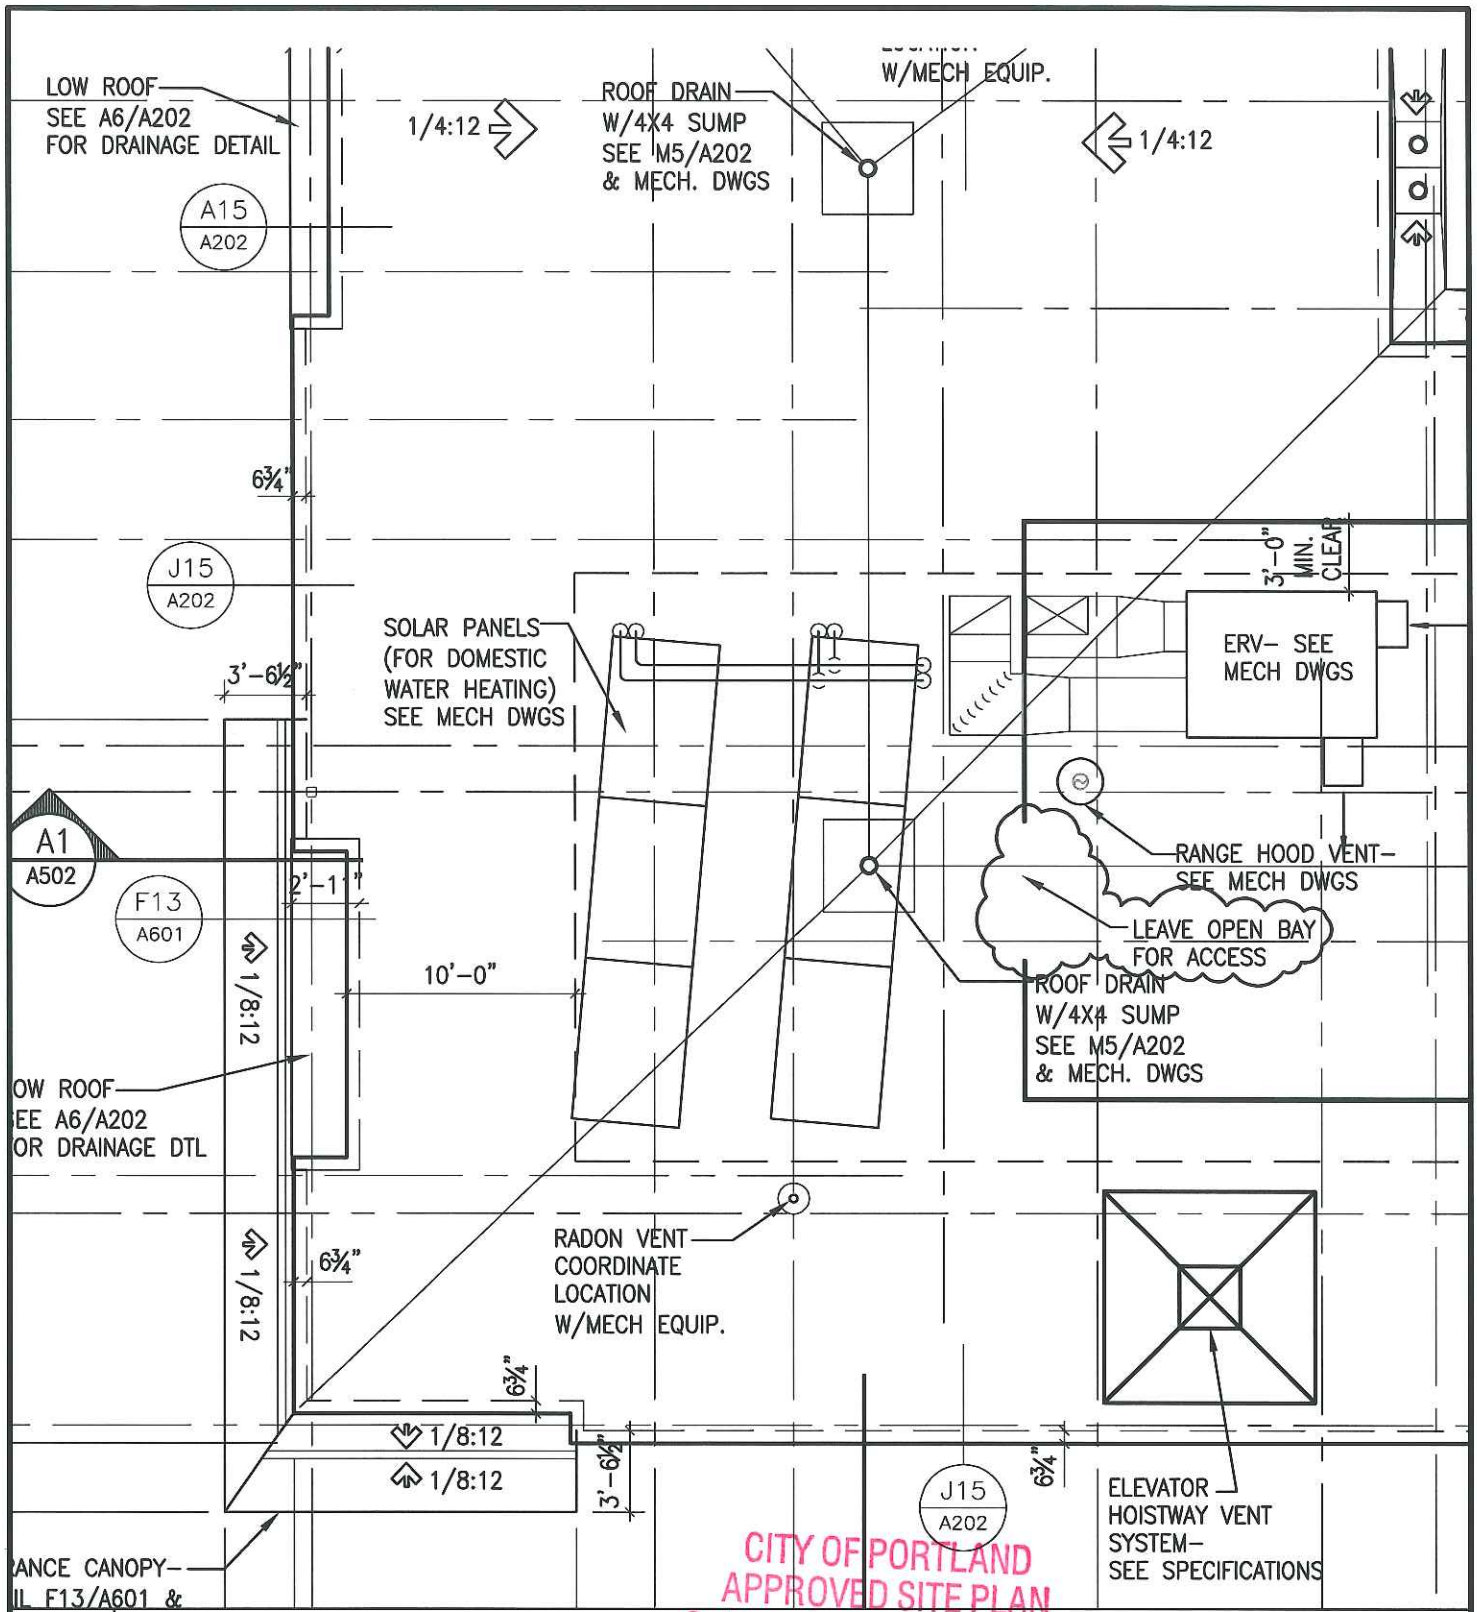 LOW ROOF
SEE A6/A202
FOR DRAINAGE DETAIL
A15
A202
1/4:12
ROOF DRAIN
W/4X4 SUMP
SEE M5/A202
& MECH. DWGS
W/MECH EQUIP.
1/4:12
6¾"
J15
A202
3'-0"
MIN.
CLEAR
SOLAR PANELS
(FOR DOMESTIC
WATER HEATING)
SEE MECH DWGS
ERV- SEE
MECH DWGS
3'-6½"
A1
A502
F13
A601
2'-11"
RANGE HOOD VENT-
SEE MECH DWGS
LEAVE OPEN BAY
FOR ACCESS
10'-0"
1/8:12
ROOF DRAIN
W/4X4 SUMP
SEE M5/A202
& MECH. DWGS
OW ROOF
SEE A6/A202
OR DRAINAGE DTL
RADON VENT
COORDINATE
LOCATION
W/MECH EQUIP.
1/8:12
6¾"
6¾"
1/8:12
1/8:12
3'-6½"
6¾"
J15
A202
ELEVATOR
HOISTWAY VENT
SYSTEM-
SEE SPECIFICATIONS
RANCE CANOPY-
IL F13/A601 &
CITY OF PORTLAND
APPROVED SITE PLAN